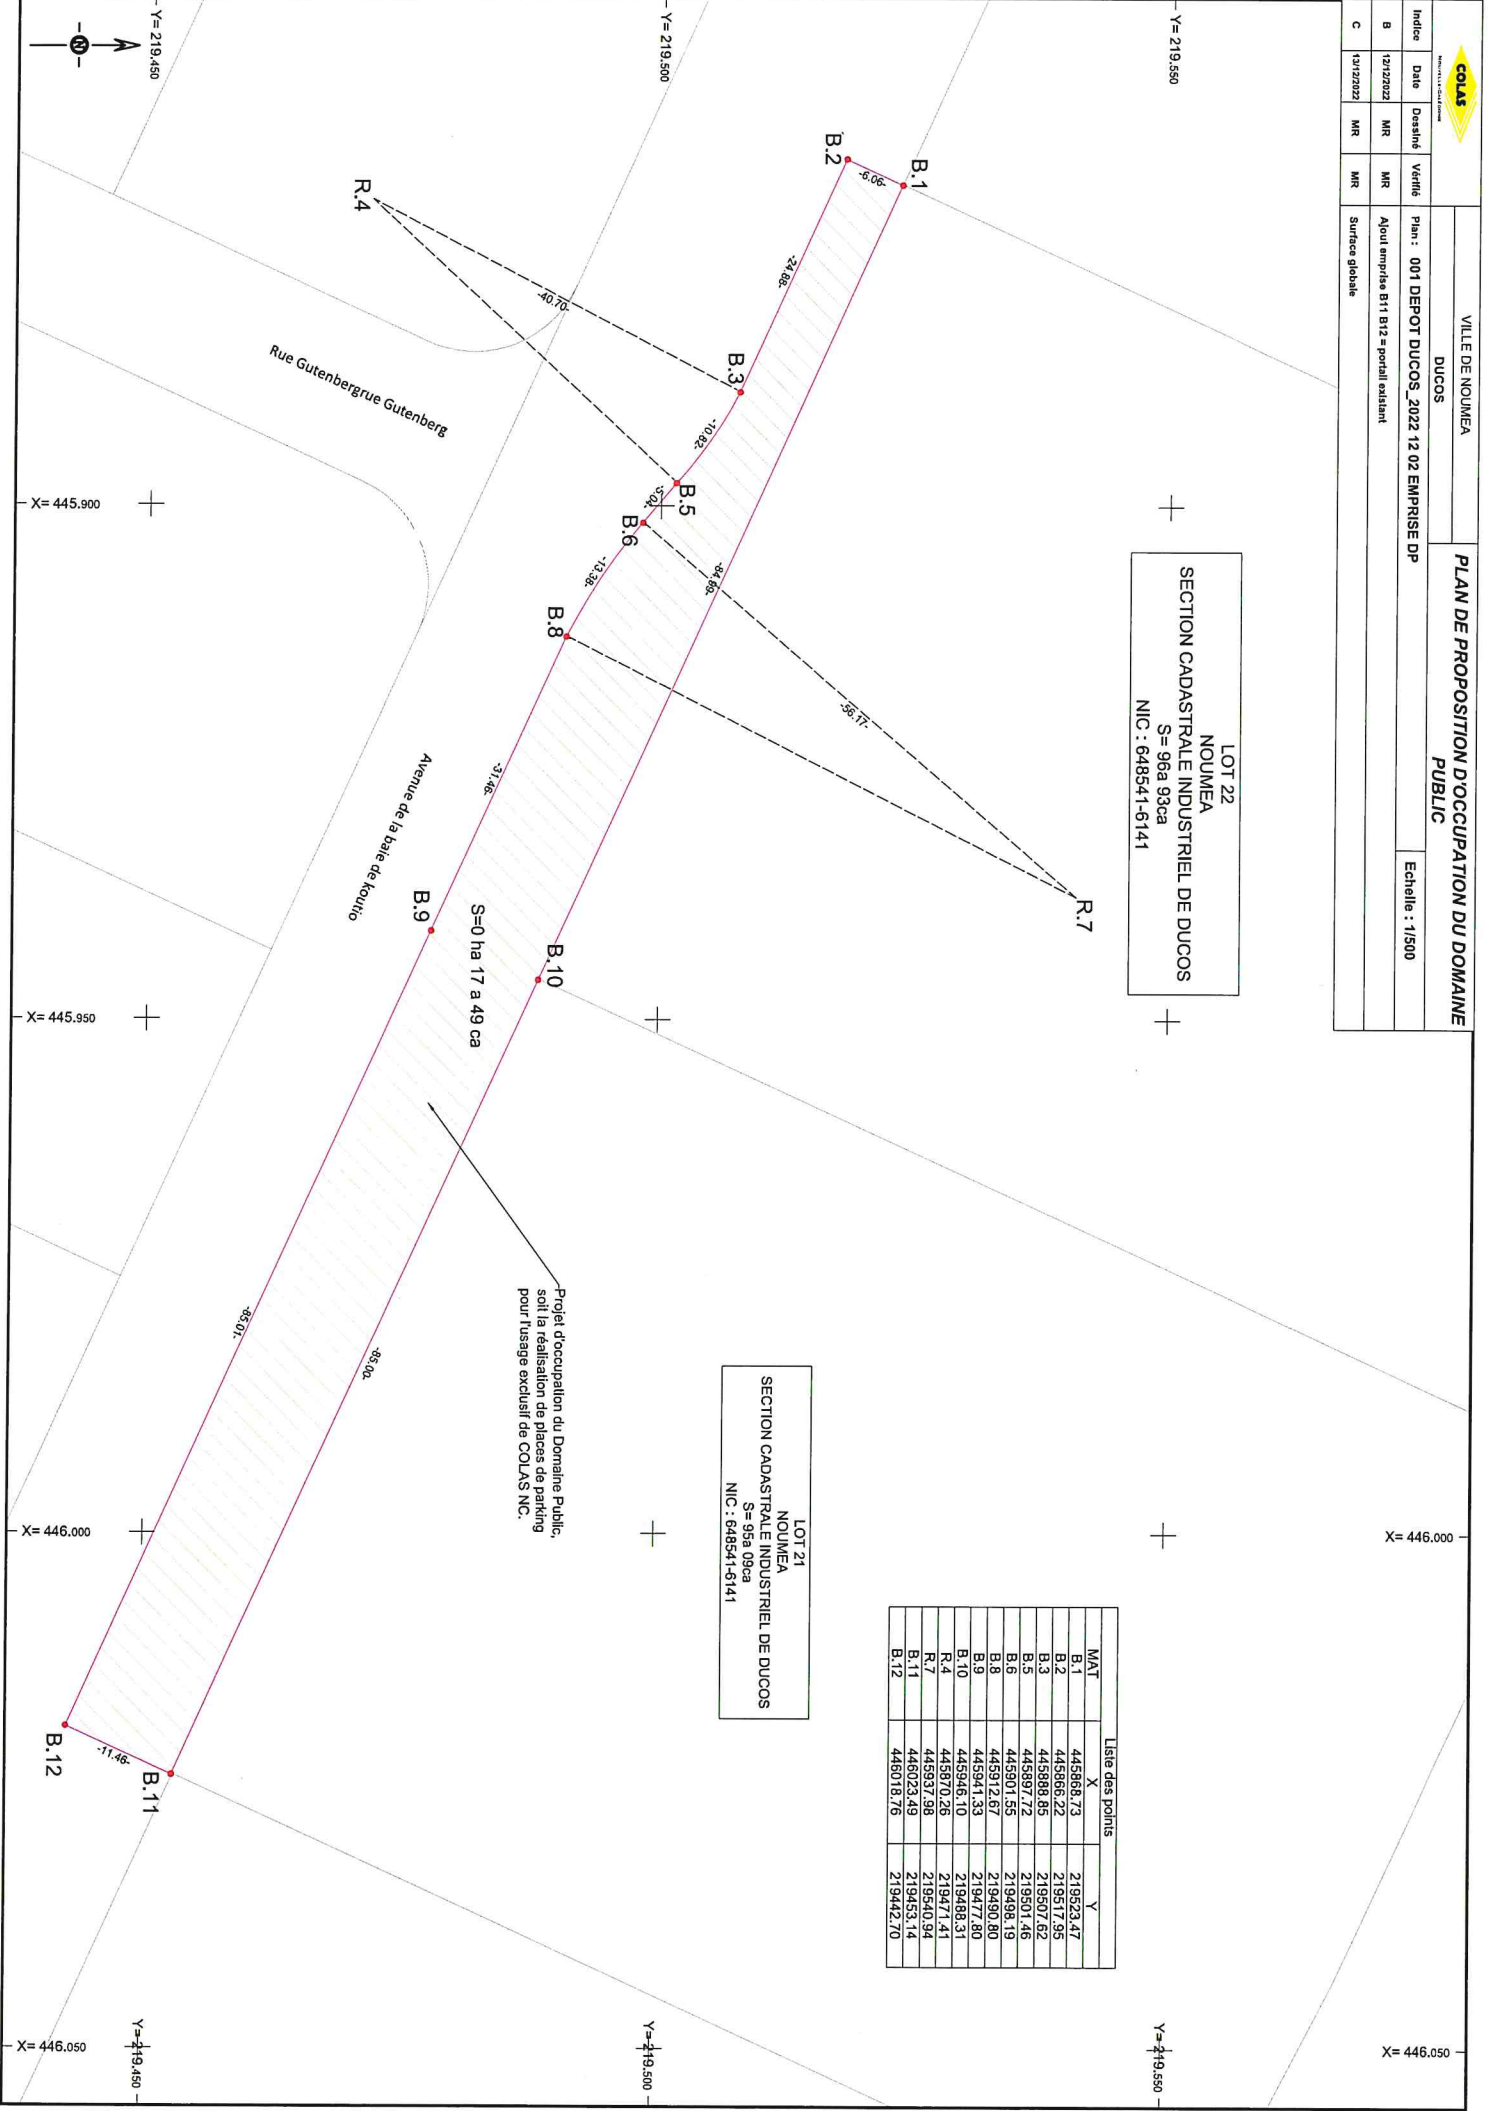 COLAS
VILLE DE NOUMEA
DUCOS
PLAN DE PROPOSITION D'OCCUPATION DU DOMAINE
PUBLIC
Indice Date Dessiné Vérifié Plan : 001 DEPOT DUCOS_2022 12 02 EMPRISE DP Echelle : 1/500
B 12/12/2022 MR MR Ajout emprise B11 B12 = portail existant
C 13/12/2022 MR MR Surface globale
X= 446.000
X= 446.050
Y= 219.550
Y= 219.500
Y= 219.450
Y= 219.550
Y= 219.500
Y= 219.450
X= 445.900
X= 445.950
X= 446.000
X= 446.050
N
LOT 22
NOUMEA
SECTION CADASTRALE INDUSTRIEL DE DUCOS
S= 96a 93ca
NIC : 648541-6141
LOT 21
NOUMEA
SECTION CADASTRALE INDUSTRIEL DE DUCOS
S= 95a 09ca
NIC : 648541-6141
Liste des points
MAT X Y
B.1 445868.73 219523.47
B.2 445866.22 219517.95
B.3 445888.85 219507.62
B.5 445897.72 219501.46
B.6 445901.55 219498.19
B.8 445912.67 219490.80
B.9 445941.33 219477.80
B.10 445946.10 219488.31
R.4 445870.26 219471.41
R.7 445937.98 219540.94
B.11 446023.49 219453.14
B.12 446018.76 219442.70
B.1
-6.06-
B.2
-24.88-
B.3
-10.82-
B.5
-5.04-
B.6
-13.38-
B.8
-84.89-
-31.46-
B.9
B.10
R.4
-40.70-
R.7
-56.17-
S=0 ha 17 a 49 ca
Projet d'occupation du Domaine Public,
soit la réalisation de places de parking
pour l'usage exclusif de COLAS NC.
-85.00-
-85.01-
B.11
-11.46-
B.12
Rue Gutenbergrue Gutenberg
Avenue de la baie de koutio